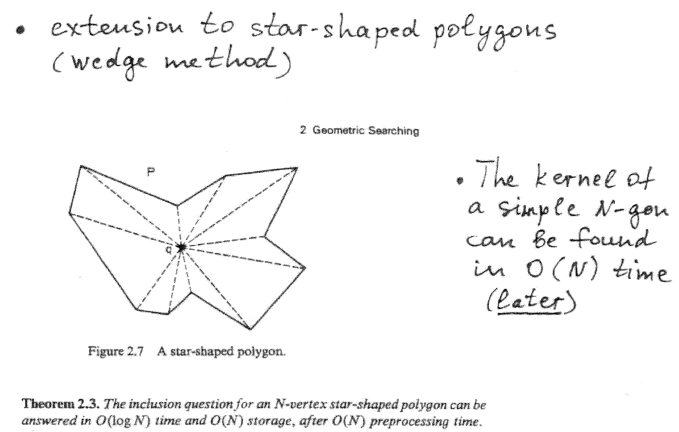 • extension to star-shaped polygons
(wedge method)
2 Geometric Searching
P
q
• The kernel of
a simple N-gon
can be found
in O(N) time
(later)
Figure 2.7 A star-shaped polygon.
Theorem 2.3. The inclusion question for an N-vertex star-shaped polygon can be
answered in O(log N) time and O(N) storage, after O(N) preprocessing time.